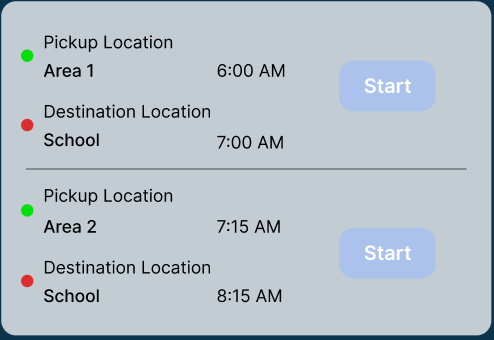 Pickup Location
Area 1 6:00 AM
Start
Destination Location
School 7:00 AM
Pickup Location
Area 2 7:15 AM
Start
Destination Location
School 8:15 AM